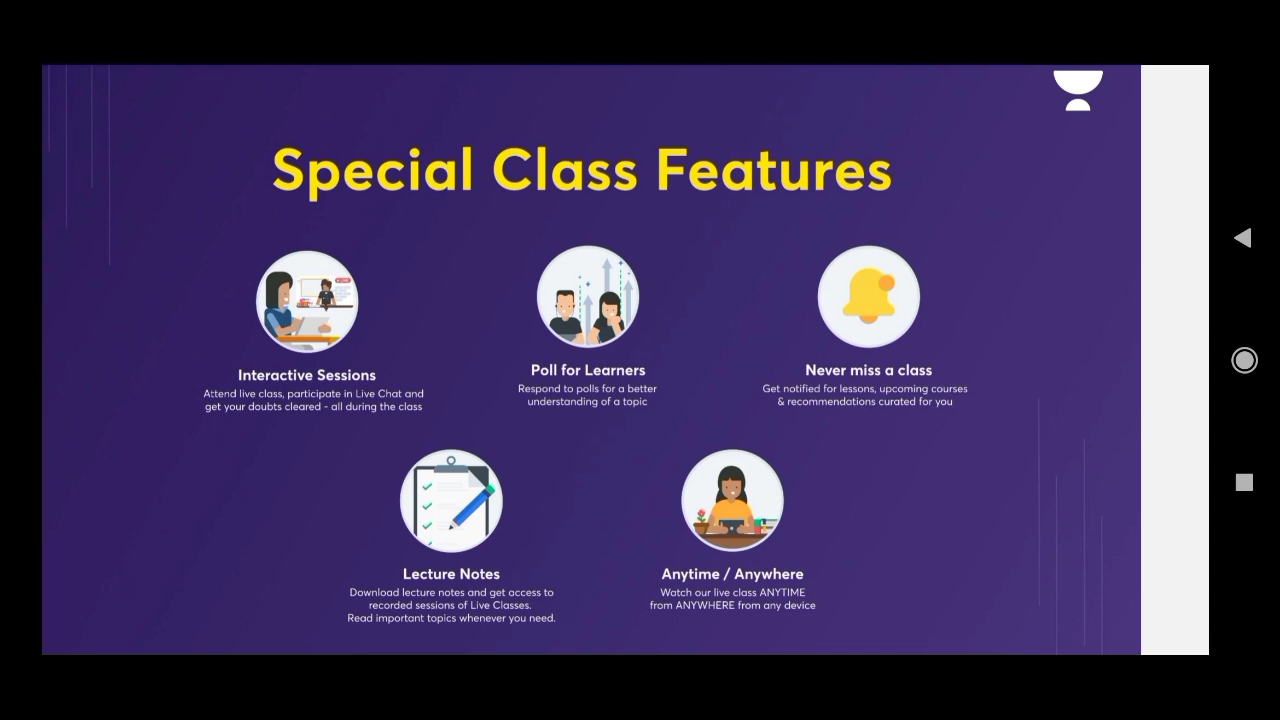 Special Class Features
Interactive Sessions
Attend live class, participate in Live Chat and
get your doubts cleared - all during the class
Poll for Learners
Respond to polls for a better
understanding of a topic
Never miss a class
Get notified for lessons, upcoming courses
& recommendations curated for you
Lecture Notes
Download lecture notes and get access to
recorded sessions of Live Classes.
Read important topics whenever you need.
Anytime / Anywhere
Watch our live class ANYTIME
from ANYWHERE from any device